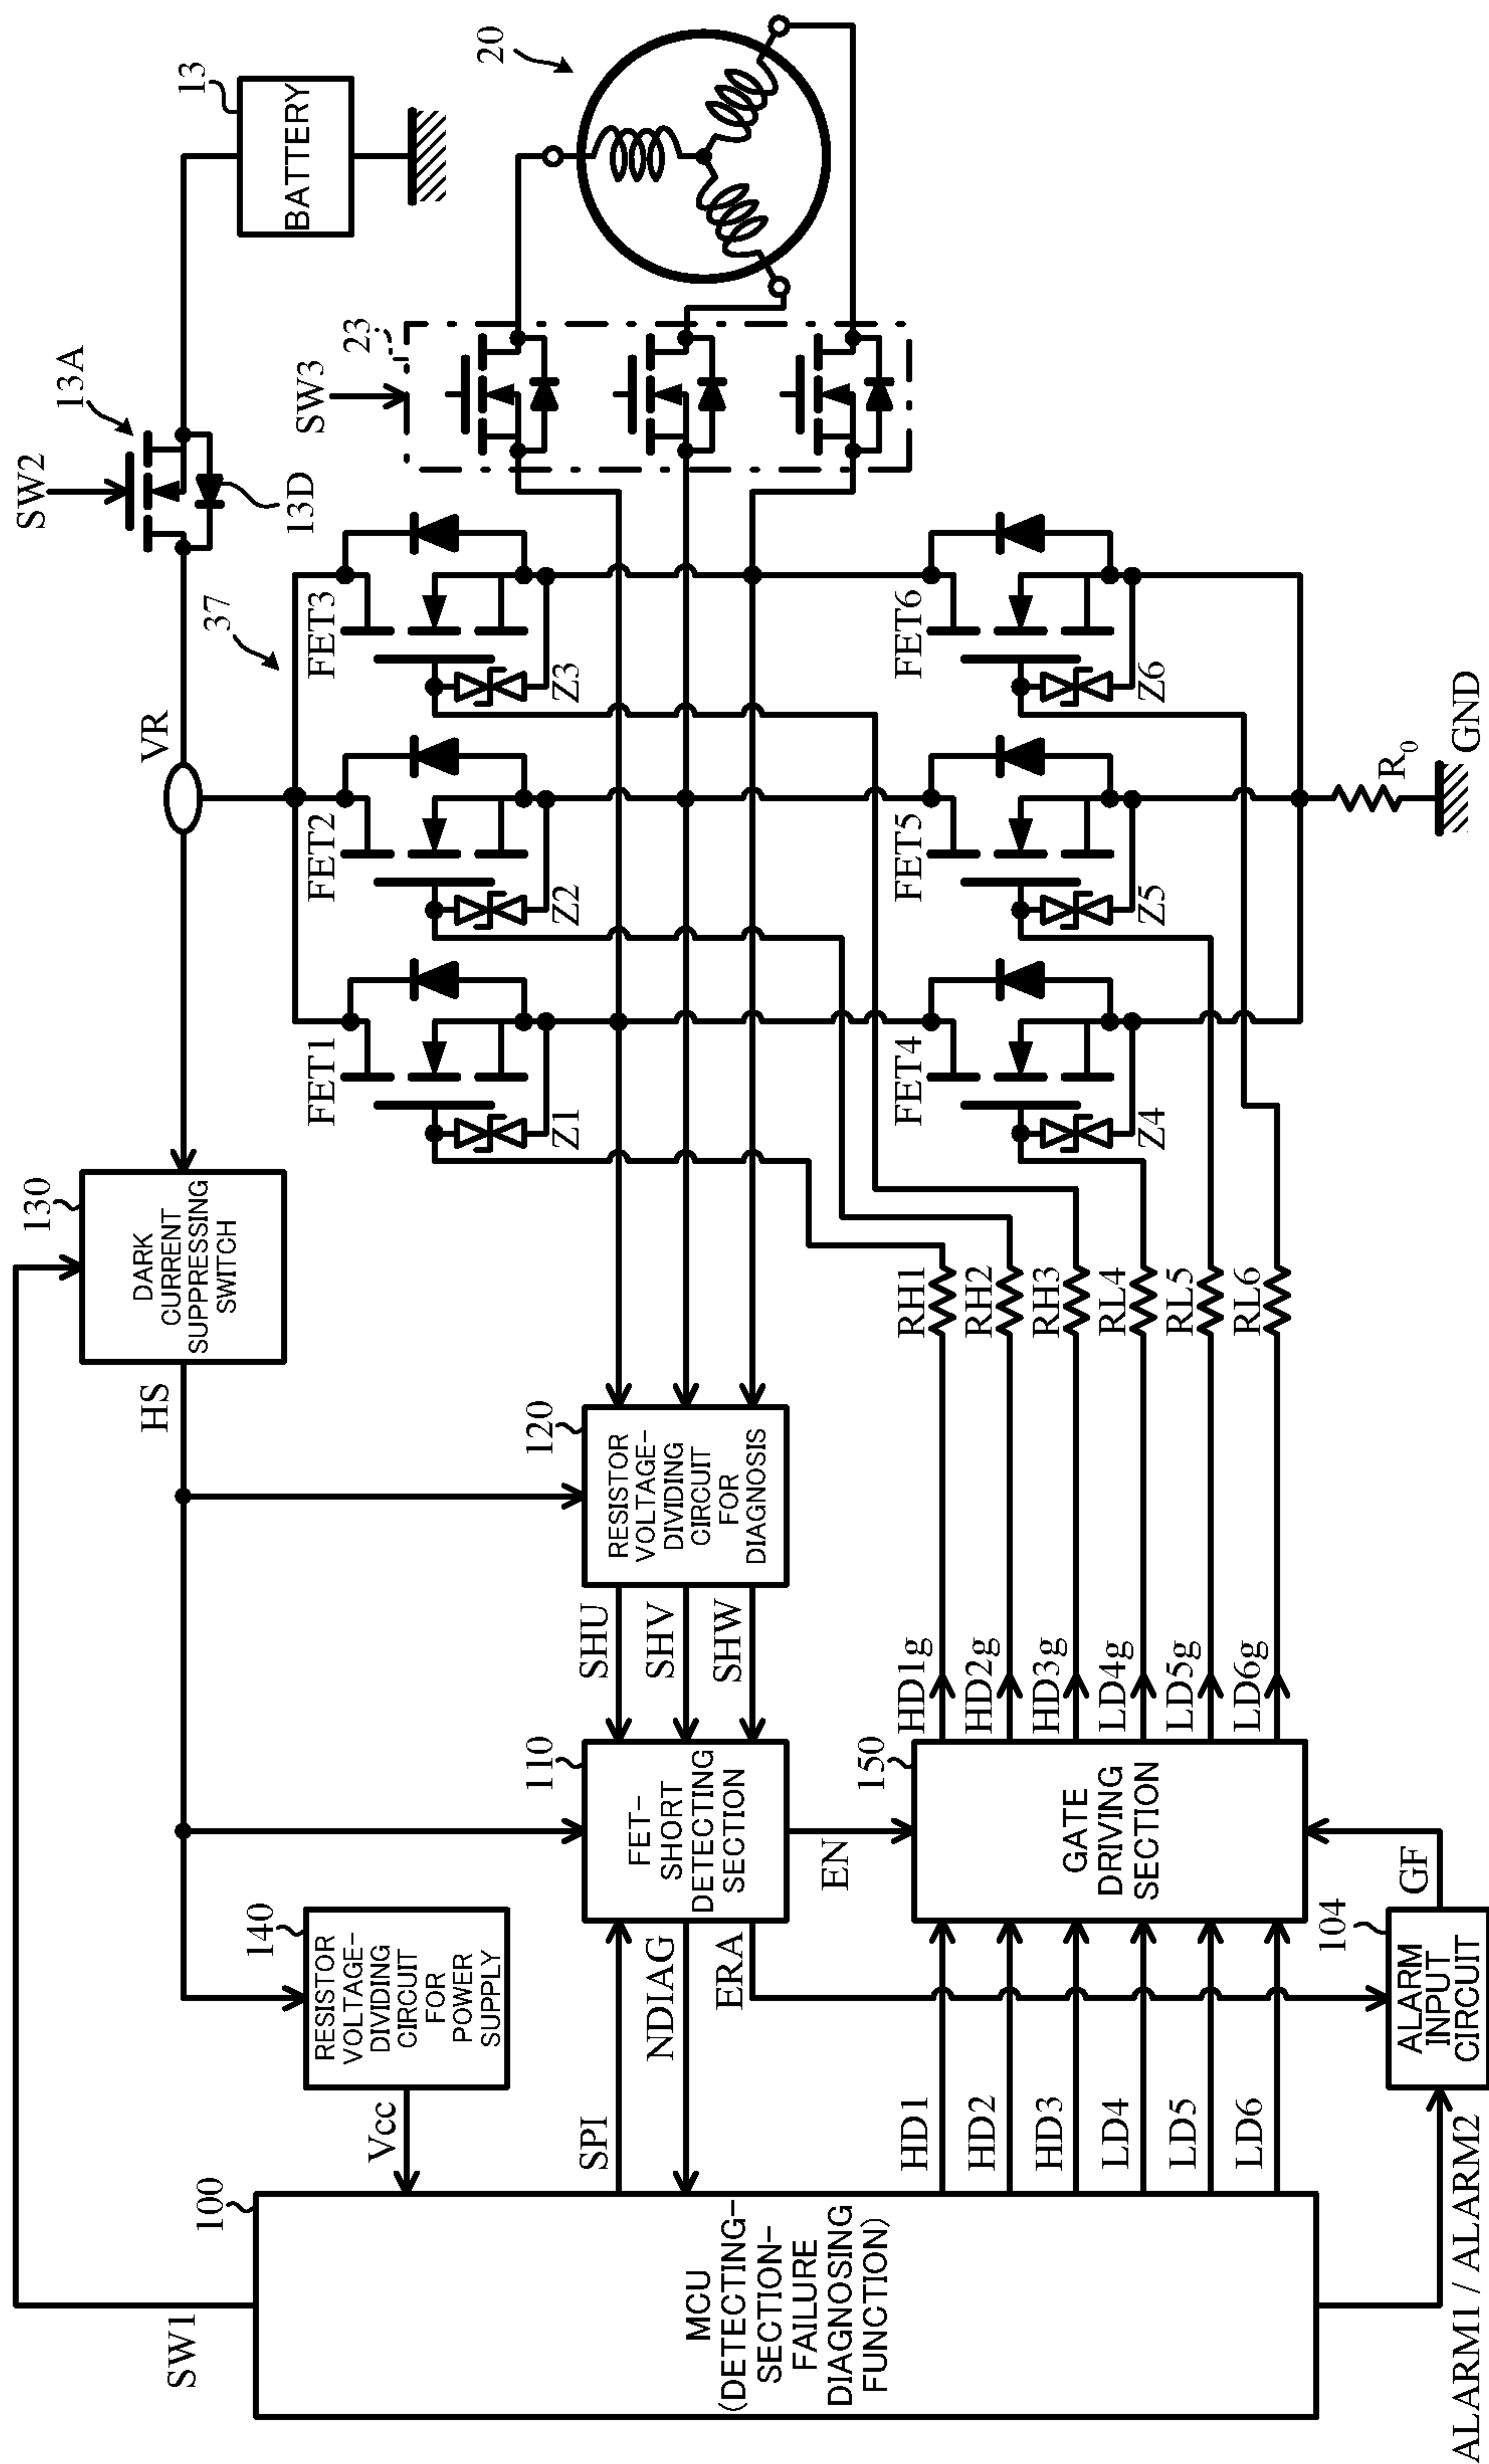 SW1
100
MCU
(DETECTING-
SECTION-
FAILURE
DIAGNOSING
FUNCTION)
ALARM1 / ALARM2
Vcc
140
RESISTOR
VOLTAGE-
DIVIDING
CIRCUIT
FOR
POWER
SUPPLY
SPI
NDIAG
ERA
HD1
HD2
HD3
LD4
LD5
LD6
104
ALARM
INPUT
CIRCUIT
GF
110
FET-
SHORT
DETECTING
SECTION
EN
150
GATE
DRIVING
SECTION
SHU
SHV
SHW
HD1g
HD2g
HD3g
LD4g
LD5g
LD6g
HS
120
RESISTOR
VOLTAGE-
DIVIDING
CIRCUIT
FOR
DIAGNOSIS
130
DARK
CURRENT
SUPPRESSING
SWITCH
RH1
RH2
RH3
RL4
RL5
RL6
VR
37
FET1
FET2
FET3
Z1
Z2
Z3
FET4
FET5
FET6
Z4
Z5
Z6
R0
GND
SW2
13A
13D
SW3
23
13
BATTERY
20